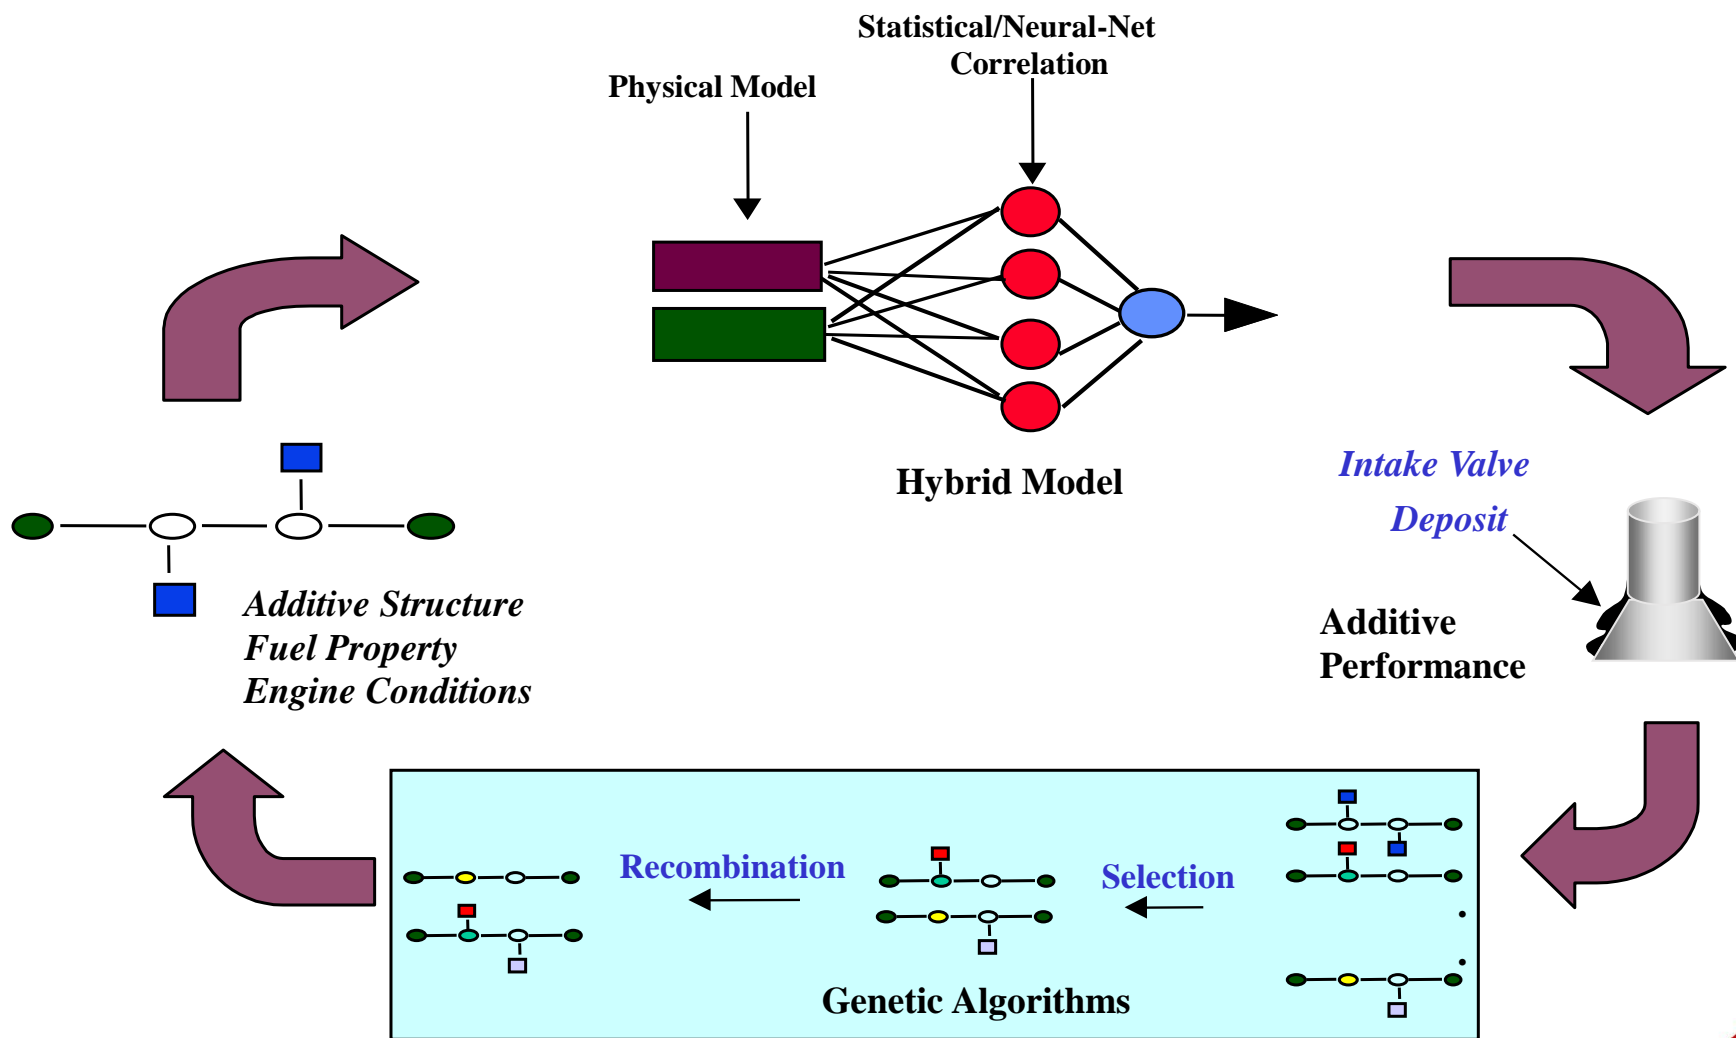 Statistical/Neural-Net
Correlation
Physical Model
Hybrid Model
Intake Valve
Deposit
Additive Structure
Fuel Property
Engine Conditions
Additive
Performance
Recombination
Selection
Genetic Algorithms